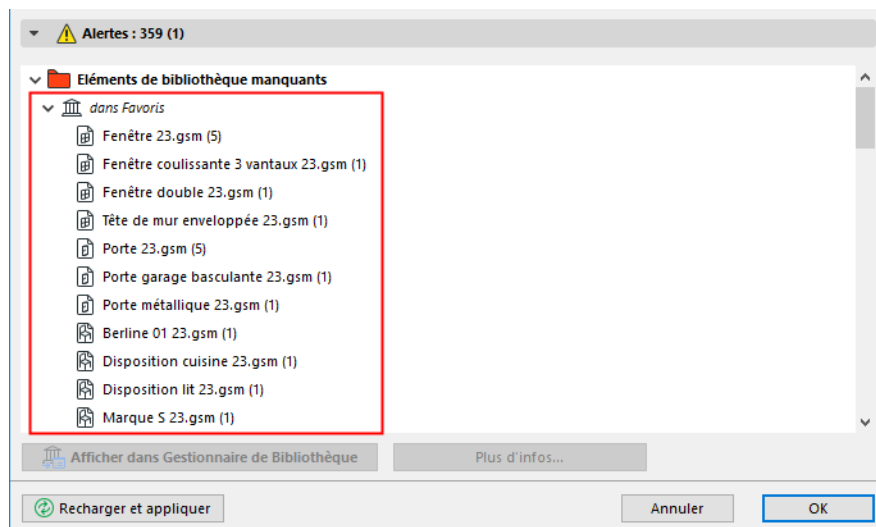 Alertes : 359 (1)
Eléments de bibliothèque manquants
dans Favoris
Fenêtre 23.gsm (5)
Fenêtre coulissante 3 vantaux 23.gsm (1)
Fenêtre double 23.gsm (1)
Tête de mur enveloppée 23.gsm (1)
Porte 23.gsm (5)
Porte garage basculante 23.gsm (1)
Porte métallique 23.gsm (1)
Berline 01 23.gsm (1)
Disposition cuisine 23.gsm (1)
Disposition lit 23.gsm (1)
Marque S 23.gsm (1)
Afficher dans Gestionnaire de Bibliothèque Plus d'infos...
Recharger et appliquer Annuler OK